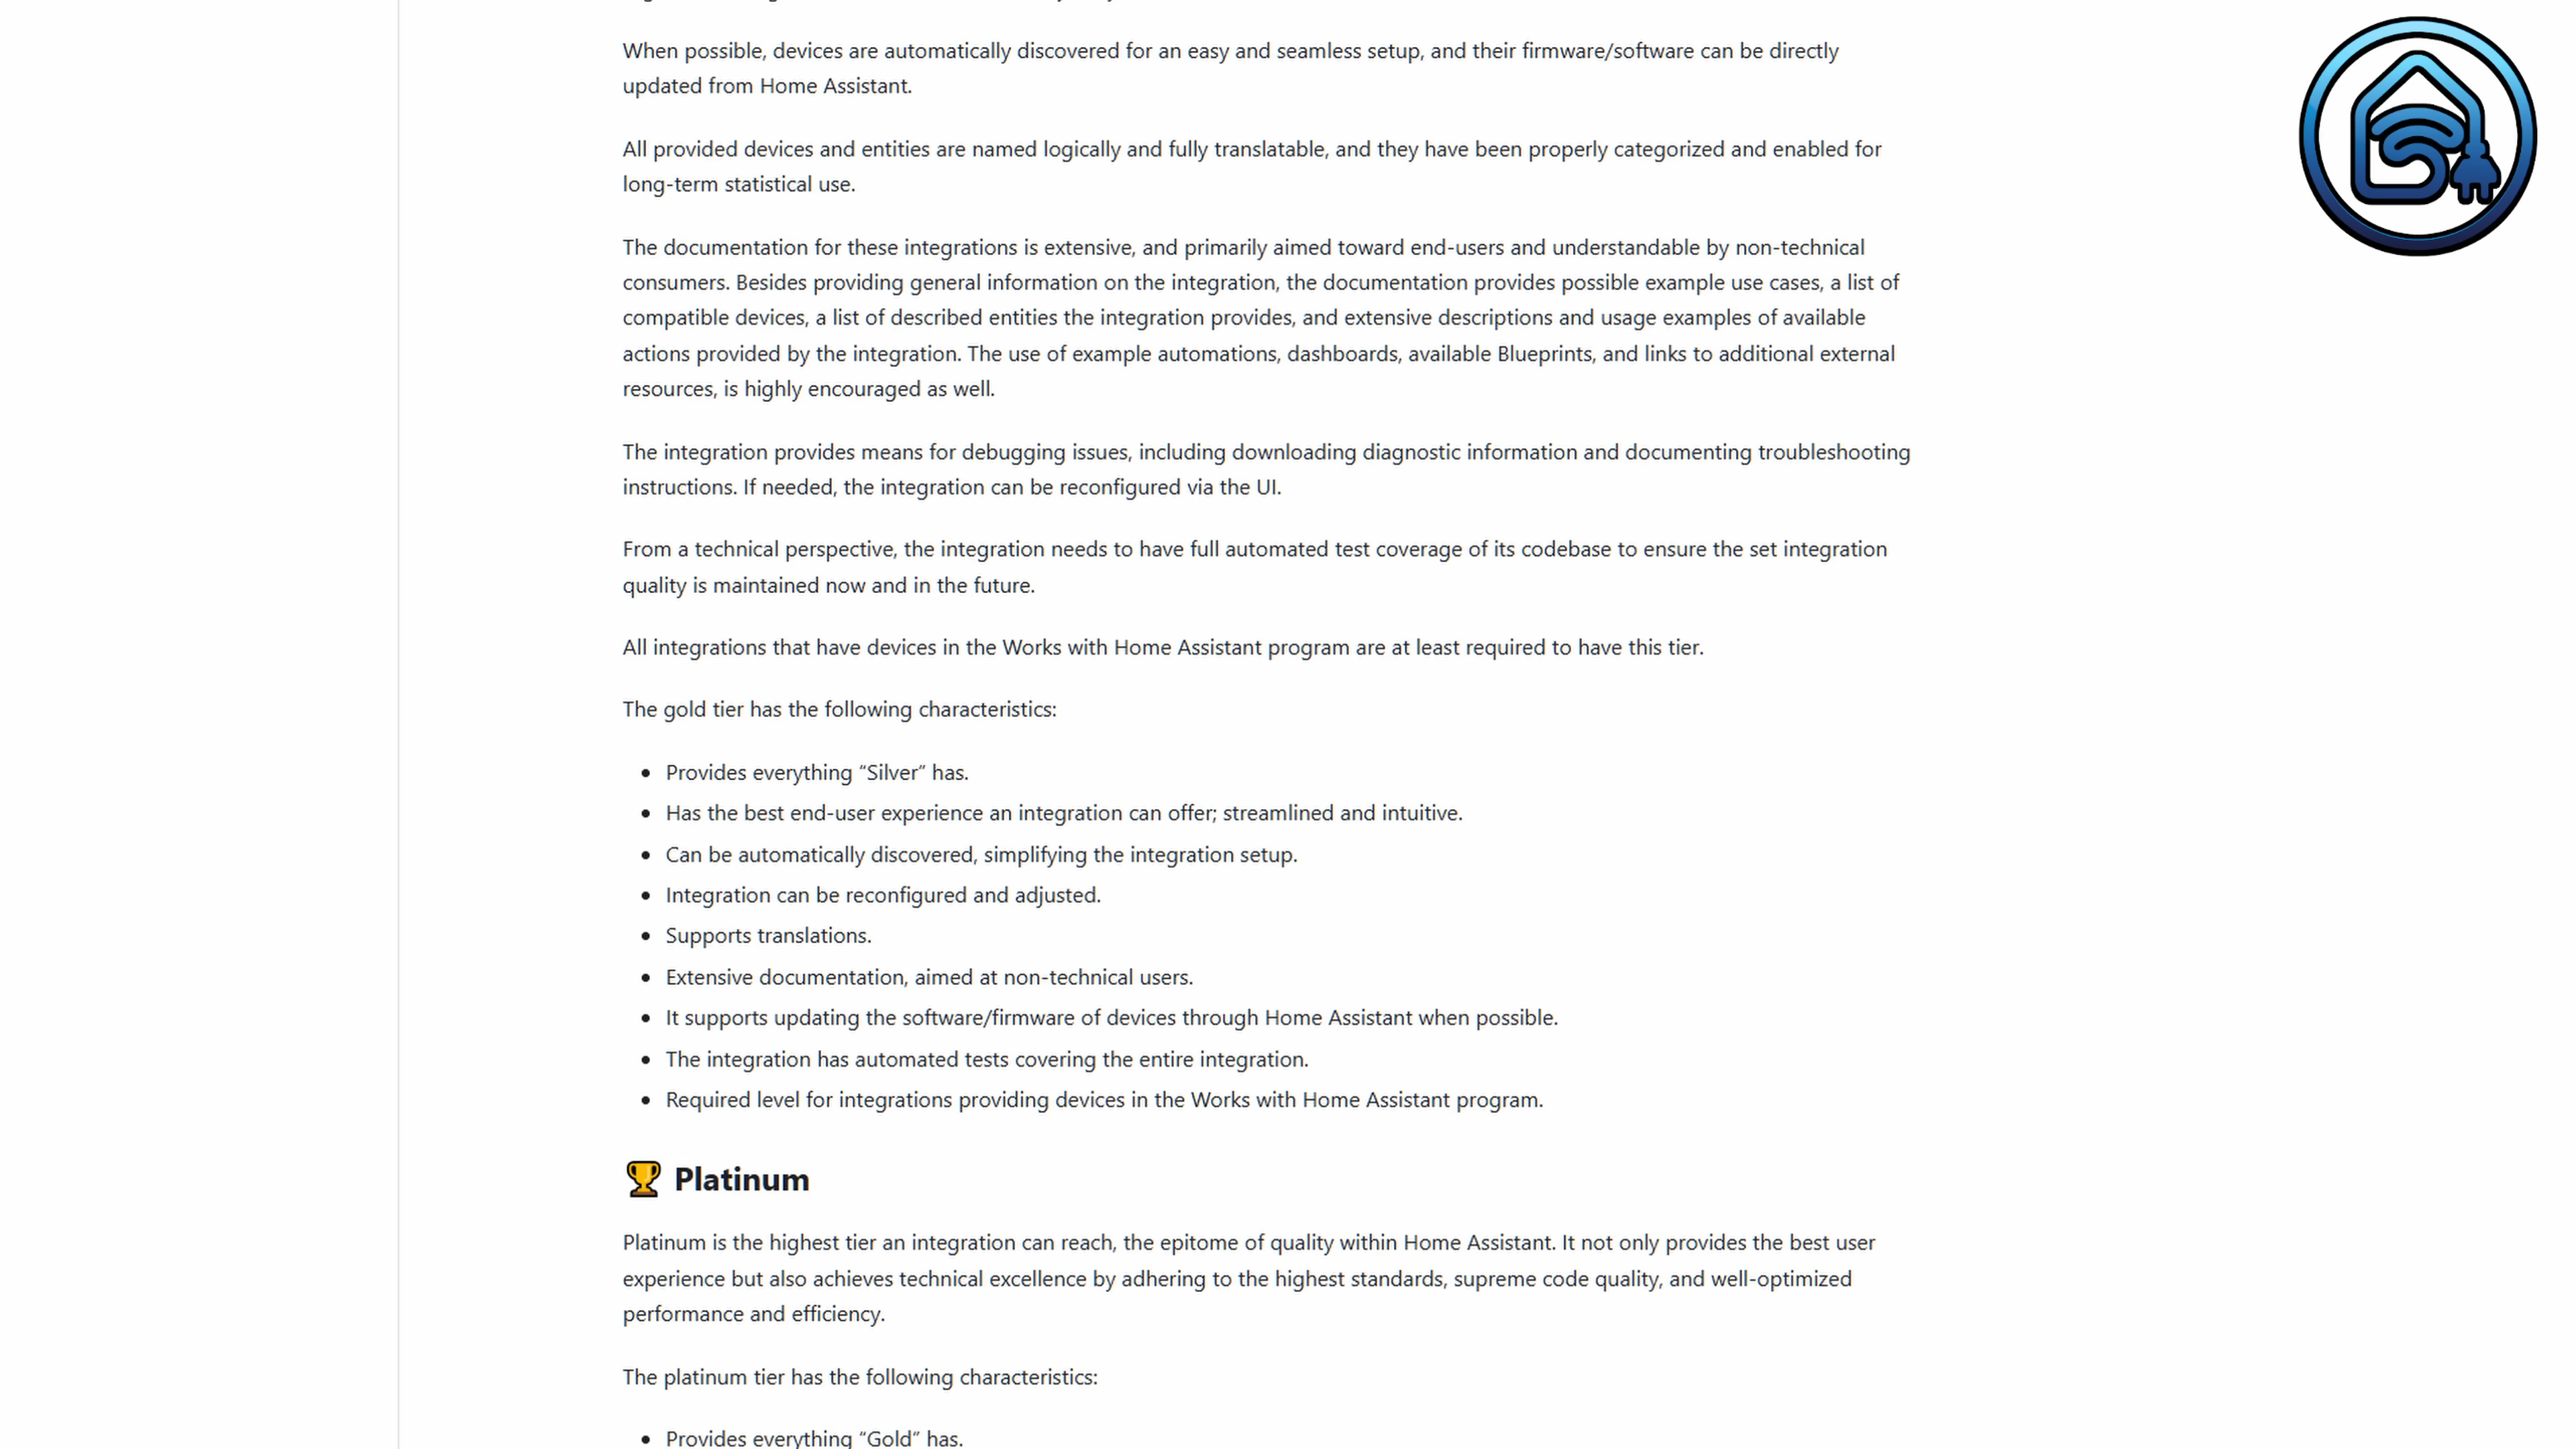 When possible, devices are automatically discovered for an easy and seamless setup, and their firmware/software can be directly
updated from Home Assistant.
All provided devices and entities are named logically and fully translatable, and they have been properly categorized and enabled for
long-term statistical use.
The documentation for these integrations is extensive, and primarily aimed toward end-users and understandable by non-technical
consumers. Besides providing general information on the integration, the documentation provides possible example use cases, a list of
compatible devices, a list of described entities the integration provides, and extensive descriptions and usage examples of available
actions provided by the integration. The use of example automations, dashboards, available Blueprints, and links to additional external
resources, is highly encouraged as well.
The integration provides means for debugging issues, including downloading diagnostic information and documenting troubleshooting
instructions. If needed, the integration can be reconfigured via the UI.
From a technical perspective, the integration needs to have full automated test coverage of its codebase to ensure the set integration
quality is maintained now and in the future.
All integrations that have devices in the Works with Home Assistant program are at least required to have this tier.
The gold tier has the following characteristics:
• Provides everything “Silver” has.
• Has the best end-user experience an integration can offer; streamlined and intuitive.
• Can be automatically discovered, simplifying the integration setup.
• Integration can be reconfigured and adjusted.
• Supports translations.
• Extensive documentation, aimed at non-technical users.
• It supports updating the software/firmware of devices through Home Assistant when possible.
• The integration has automated tests covering the entire integration.
• Required level for integrations providing devices in the Works with Home Assistant program.
🏆 Platinum
Platinum is the highest tier an integration can reach, the epitome of quality within Home Assistant. It not only provides the best user
experience but also achieves technical excellence by adhering to the highest standards, supreme code quality, and well-optimized
performance and efficiency.
The platinum tier has the following characteristics:
• Provides everything “Gold” has.